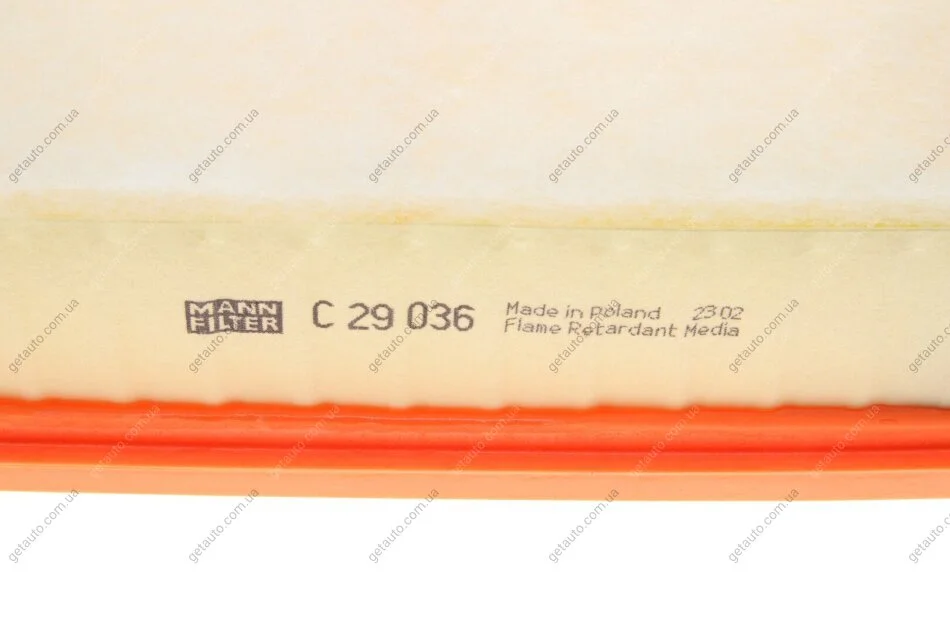 MANN
FILTER
C 29 036
Made in Poland 23 02
Flame Retardant Media
getauto.com.ua